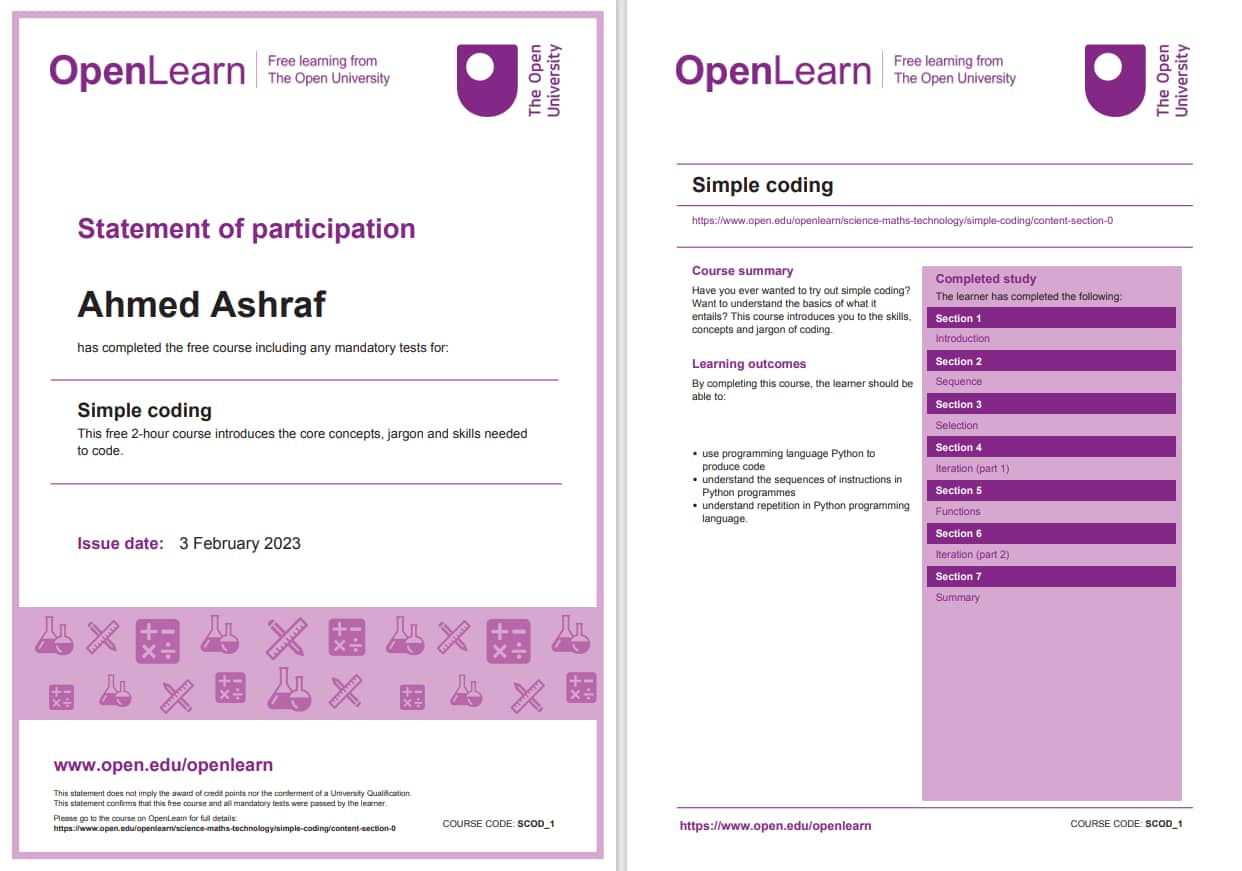 OpenLearn
Free learning from
The Open University
The Open
University
Statement of participation
Ahmed Ashraf
has completed the free course including any mandatory tests for:
Simple coding
This free 2-hour course introduces the core concepts, jargon and skills needed
to code.
Issue date: 3 February 2023
www.open.edu/openlearn
This statement does not imply the award of credit points nor the conferment of a University Qualification.
This statement confirms that this free course and all mandatory tests were passed by the learner.
Please go to the course on OpenLearn for full details:
https://www.open.edu/openlearn/science-maths-technology/simple-coding/content-section-0
COURSE CODE: SCOD_1
OpenLearn
Free learning from
The Open University
The Open
University
Simple coding
https://www.open.edu/openlearn/science-maths-technology/simple-coding/content-section-0
Course summary
Have you ever wanted to try out simple coding?
Want to understand the basics of what it
entails? This course introduces you to the skills,
concepts and jargon of coding.
Learning outcomes
By completing this course, the learner should be
able to:
• use programming language Python to
produce code
• understand the sequences of instructions in
Python programmes
• understand repetition in Python programming
language.
Completed study
The learner has completed the following:
Section 1
Introduction
Section 2
Sequence
Section 3
Selection
Section 4
Iteration (part 1)
Section 5
Functions
Section 6
Iteration (part 2)
Section 7
Summary
https://www.open.edu/openlearn
COURSE CODE: SCOD_1